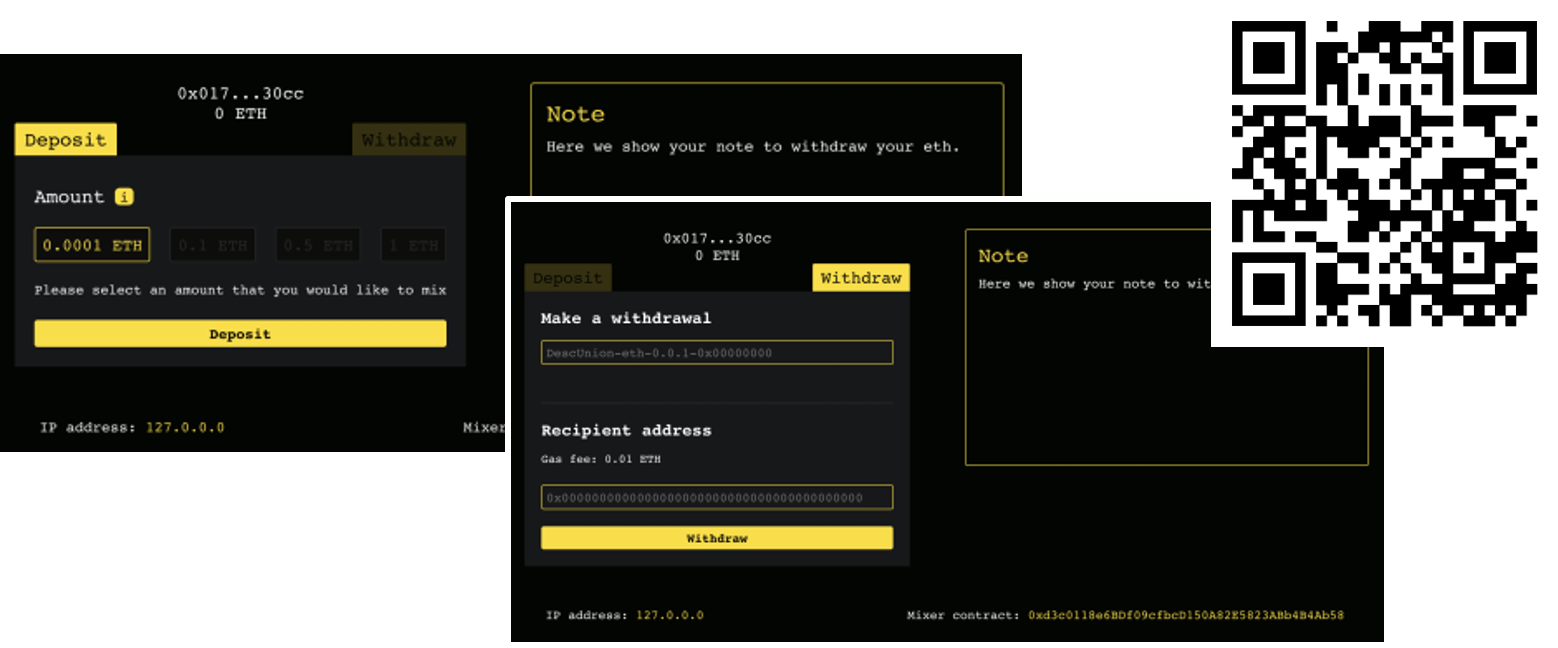 0x017...30cc
0 ETH
Deposit
Withdraw
Amount i
0.0001 ETH
0.1 ETH
0.5 ETH
1 ETH
Please select an amount that you would like to mix
Deposit
IP address: 127.0.0.0
Mixer
Note
Here we show your note to withdraw your eth.
0x017...30cc
0 ETH
Deposit
Withdraw
Make a withdrawal
DescUnion-eth-0.0.1-0x00000000
Recipient address
Gas fee: 0.01 ETH
Withdraw
IP address: 127.0.0.0
Note
Here we show your note to wit
Mixer contract: